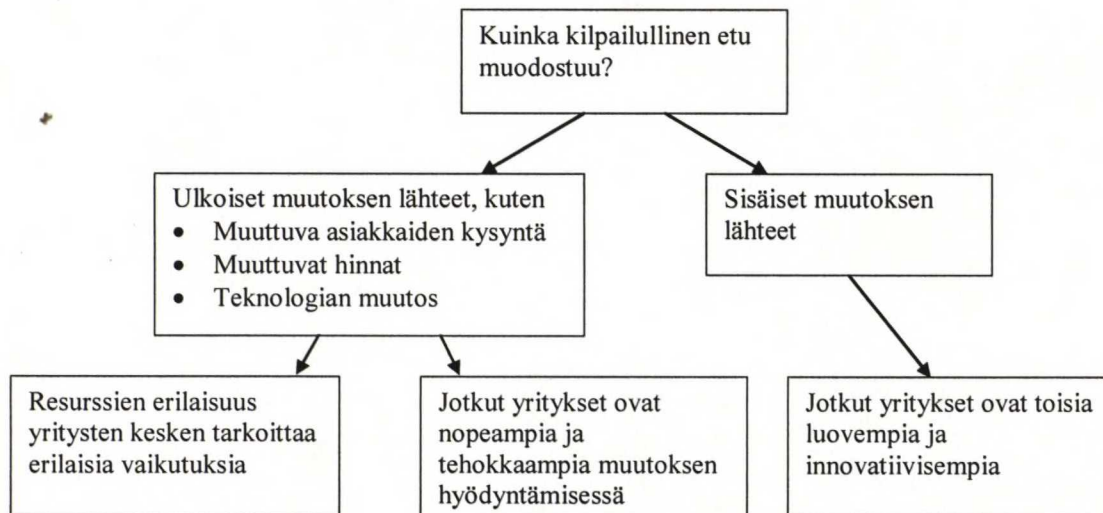 Kuinka kilpailullinen etu
muodostuu?
Ulkoiset muutoksen lähteet, kuten
• Muuttuva asiakkaiden kysyntä
• Muuttuvat hinnat
• Teknologian muutos
Sisäiset muutoksen
lähteet
Resurssien erilaisuus
yritysten kesken tarkoittaa
erilaisia vaikutuksia
Jotkut yritykset ovat
nopeampia ja
tehokkaampia muutoksen
hyödyntämisessä
Jotkut yritykset ovat toisia
luovempia ja
innovatiivisempia